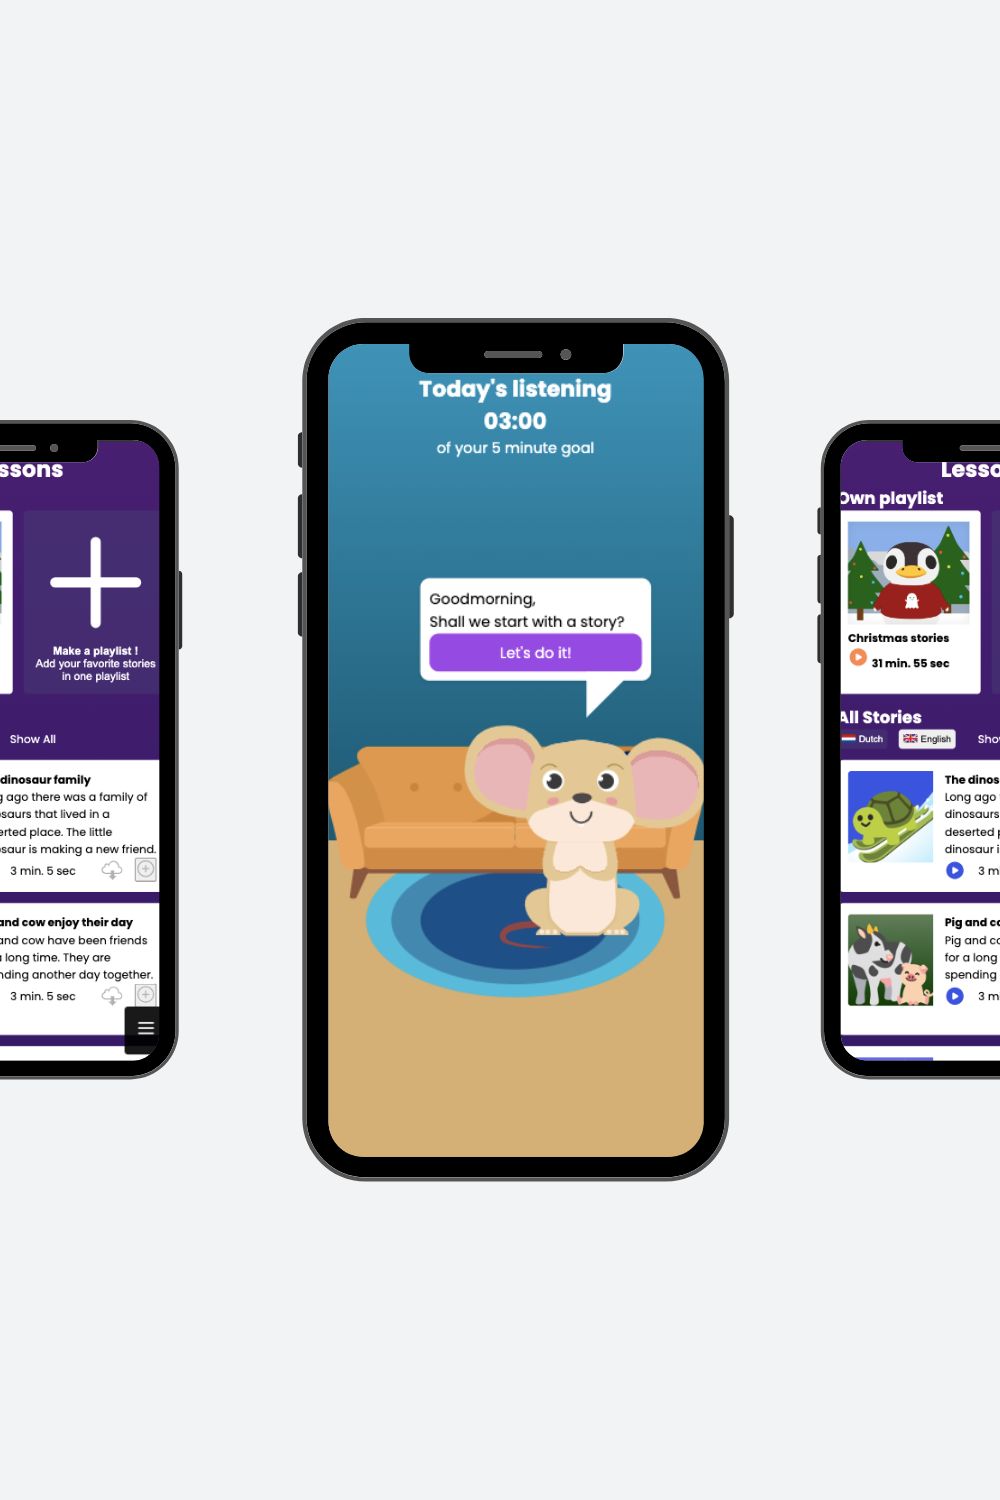 ssons
Make a playlist !
Add your favorite stories
in one playlist
Show All
dinosaur family
g ago there was a family of
saurs that lived in a
erted place. The little
saur is making a new friend.
3 min. 5 sec
and cow enjoy their day
and cow have been friends
a long time. They are
nding another day together.
3 min. 5 sec
Today's listening
03:00
of your 5 minute goal
Goodmorning,
Shall we start with a story?
Let's do it!
Lesso
Own playlist
Christmas stories
31 min. 55 sec
All Stories
Dutch
English
Show
The dinos
Long ago
dinosaurs
deserted p
dinosaur i
3 m
Pig and co
Pig and co
for a long
spending
3 m